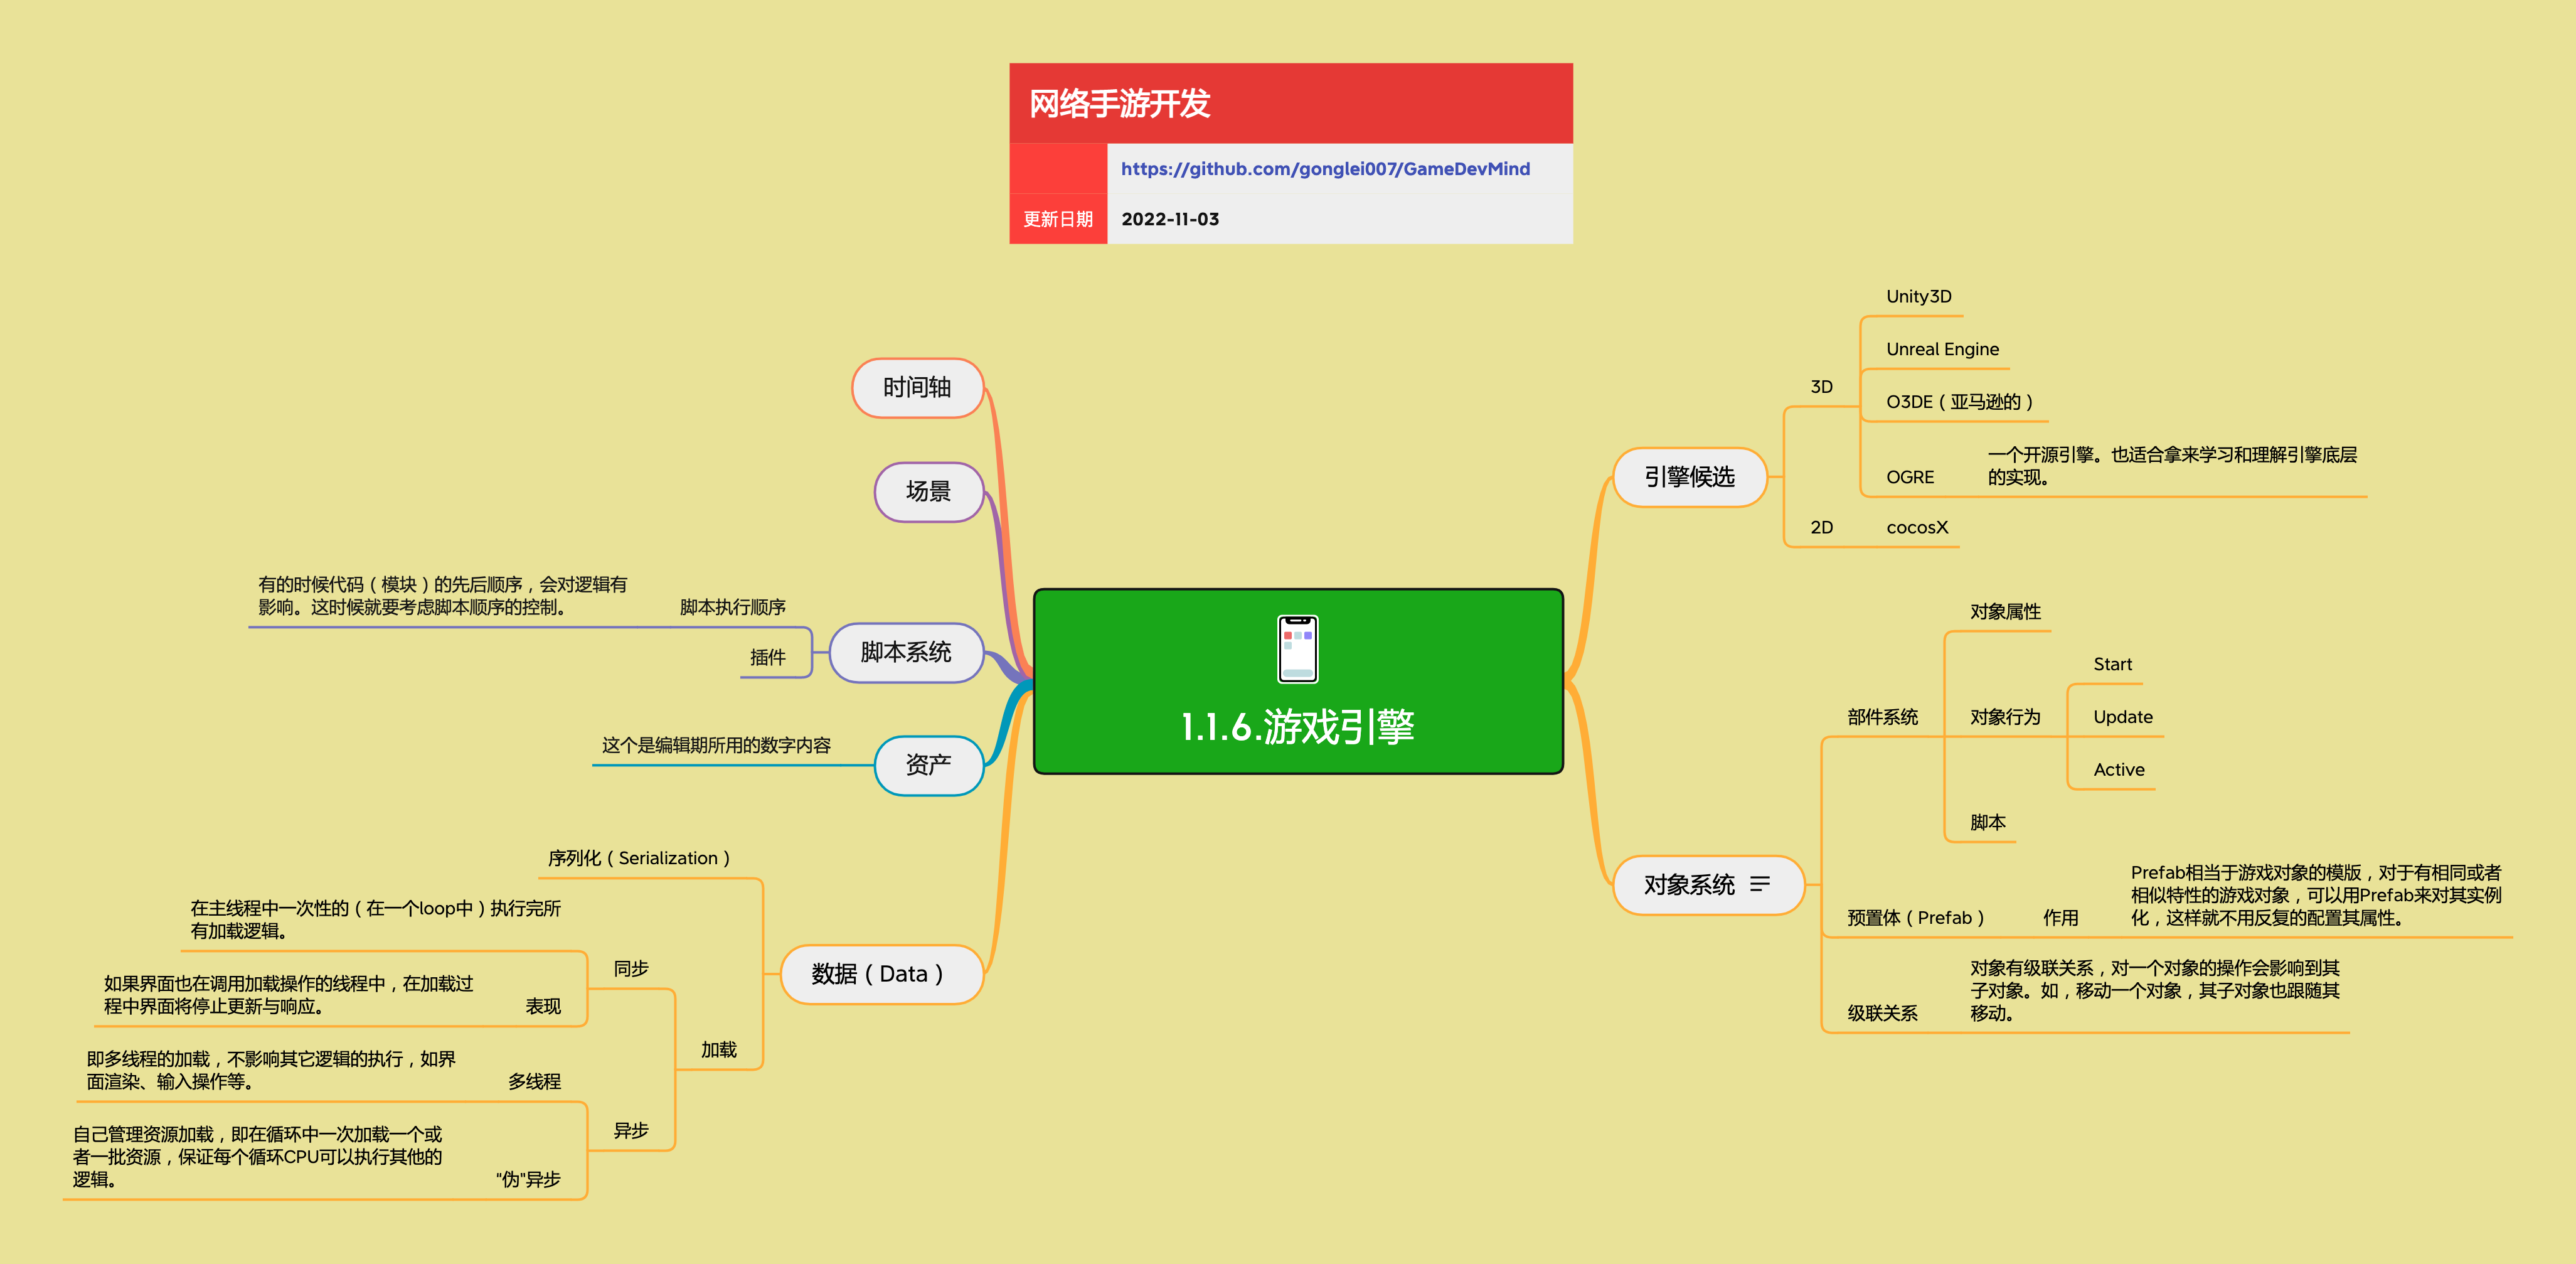 网络手游开发
https://github.com/gonglei007/GameDevMind
更新日期
2022-11-03
1.1.6.游戏引擎
引擎候选
3D
Unity3D
Unreal Engine
O3DE（亚马逊的）
OGRE
一个开源引擎。也适合拿来学习和理解引擎底层
的实现。
2D
cocosX
对象系统
部件系统
对象属性
对象行为
Start
Update
Active
脚本
预置体（Prefab）
作用
Prefab相当于游戏对象的模版，对于有相同或者
相似特性的游戏对象，可以用Prefab来对其实例
化，这样就不用反复的配置其属性。
级联关系
对象有级联关系，对一个对象的操作会影响到其
子对象。如，移动一个对象，其子对象也跟随其
移动。
时间轴
场景
脚本系统
脚本执行顺序
有的时候代码（模块）的先后顺序，会对逻辑有
影响。这时候就要考虑脚本顺序的控制。
插件
资产
这个是编辑期所用的数字内容
数据（Data）
序列化（Serialization）
加载
同步
在主线程中一次性的（在一个loop中）执行完所
有加载逻辑。
表现
如果界面也在调用加载操作的线程中，在加载过
程中界面将停止更新与响应。
异步
多线程
即多线程的加载，不影响其它逻辑的执行，如界
面渲染、输入操作等。
"伪"异步
自己管理资源加载，即在循环中一次加载一个或
者一批资源，保证每个循环CPU可以执行其他的
逻辑。